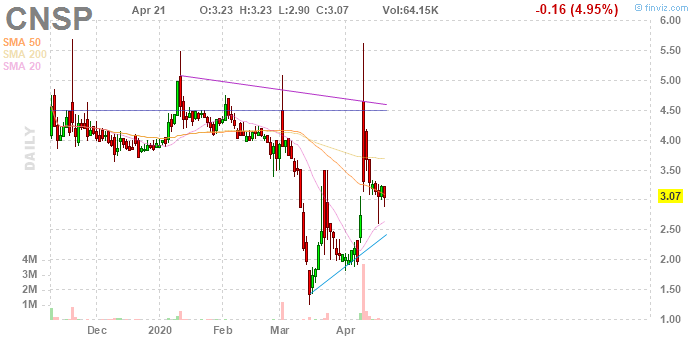 CNSP Apr 21 O:3.23 H:3.23 L:2.90 C:3.07 Vol:64.15K -0.16 (4.95%)
© finviz.com
SMA 50
SMA 200
SMA 20
DAILY
6.00
5.50
5.00
4.50
4.00
3.50
3.07
2.50
2.00
1.50
1.00
4M
3M
2M
1M
Dec 2020 Feb Mar Apr